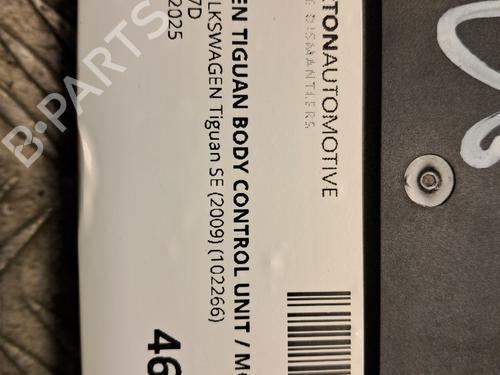 TONAUTOMOTIVE
DISMANTLERS
EN TIGUAN BODY CONTROL UNIT / M
LKSWAGEN Tiguan SE (2009) (102266)
7D
2025
46
B-PARTS